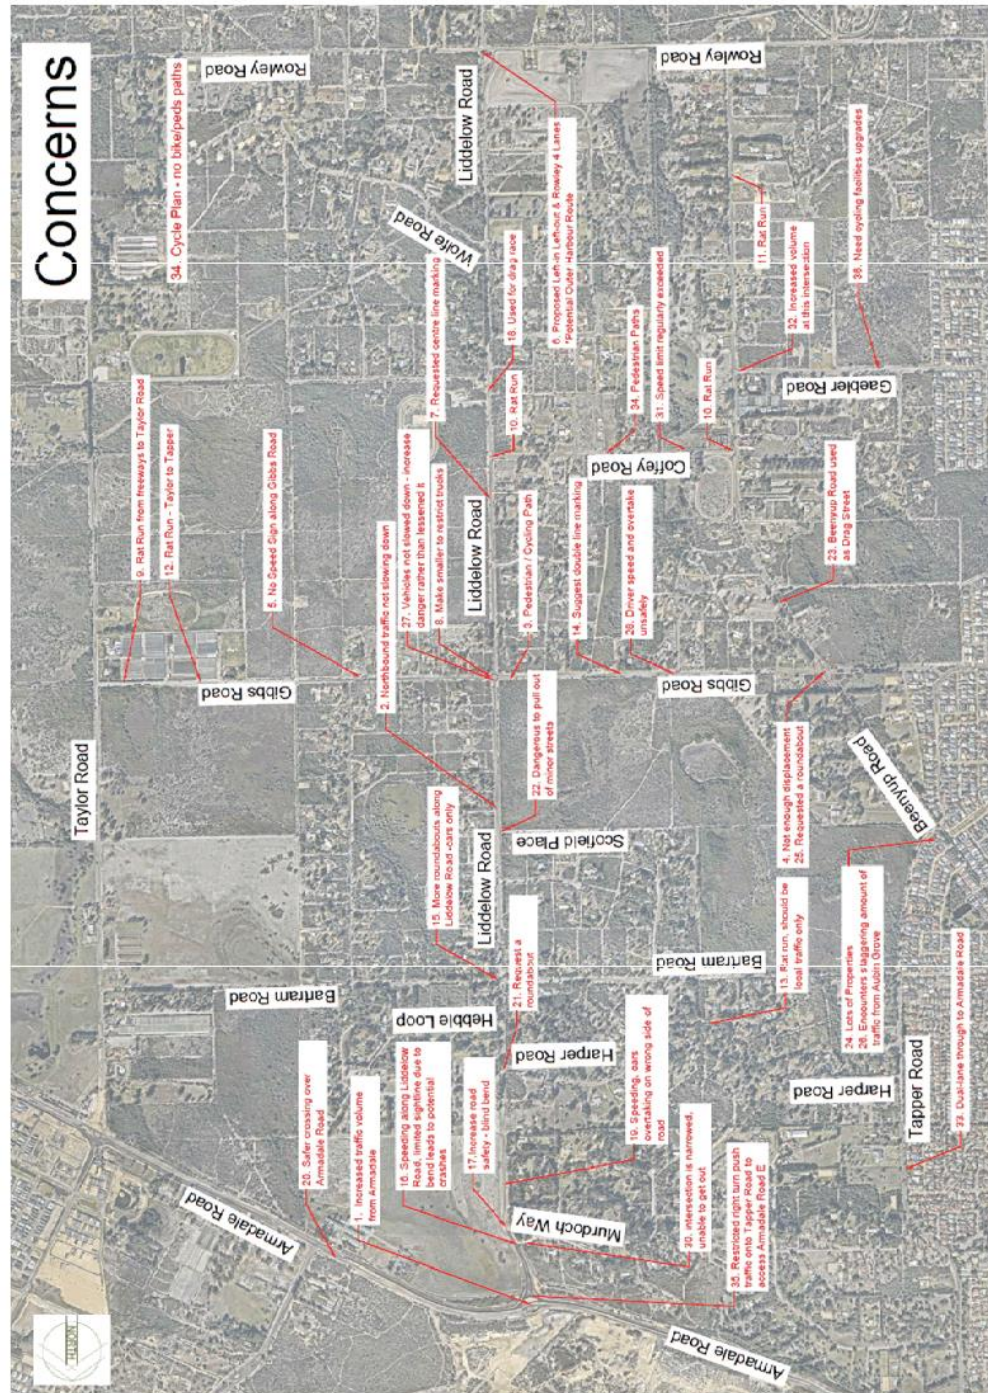 Concerns
34. Cycle Plan - no bike/peds paths
Rowley Road
Liddelow Road
Rowley Road
Wolfe Road
6. Proposed Left-in Left-out & Rowley 4 Lanes
*Potential Outer Harbour Route
11. Rat Run
32. Increased volume
at this intersection
36. Need cycling facilities upgrades
Gaebler Road
7. Requested centre line marking
18. Used for drag race
10. Rat Run
34. Pedestrian Paths
31. Speed limit regularly exceeded
10. Rat Run
Coffey Road
9. Rat Run from freeways to Taylor Road
12. Rat Run - Taylor to Tapper
5. No Speed Sign along Gibbs Road
2. Northbound traffic not slowing down
27. Vehicles not slowed down - increase
danger rather than lessened it
8. Make smaller to restrict trucks
Liddelow Road
3. Pedestrian / Cycling Path
14. Suggest double line marking
28. Driver speed and overtake
unsafely
23. Beenyup Road used
as Drag Street
Gibbs Road
Gibbs Road
Taylor Road
22. Dangerous to pull out
of minor streets
Scofield Place
4. Not enough displacement
25. Requested a roundabout
Beenyup Road
15. More roundabouts along
Liddelow Road -cars only
Liddelow Road
Bartram Road
Bartram Road
21. Request a
roundabout
13. Rat run, should be
local traffic only
24. Lots of Properties
26. Encounters staggering amount of
traffic from Aubin Grove
Hebble Loop
Harper Road
Harper Road
Tapper Road
20. Safer crossing over
Armadale Road
1. Increased traffic volume
from Armadale
16. Speeding along Liddelow
Road, limited sightline due to
bend leads to potential
crashes
17. Increase road
safety - blind bend
19. Speeding, cars
overtaking on wrong side of
road
33. Dual-lane through to Armadale Road
Armadale Road
Murdoch Way
30. Intersection is narrowed,
unable to get out
35. Restricted right turn push
traffic onto Tapper Road to
access Armadale Road E
Armadale Road